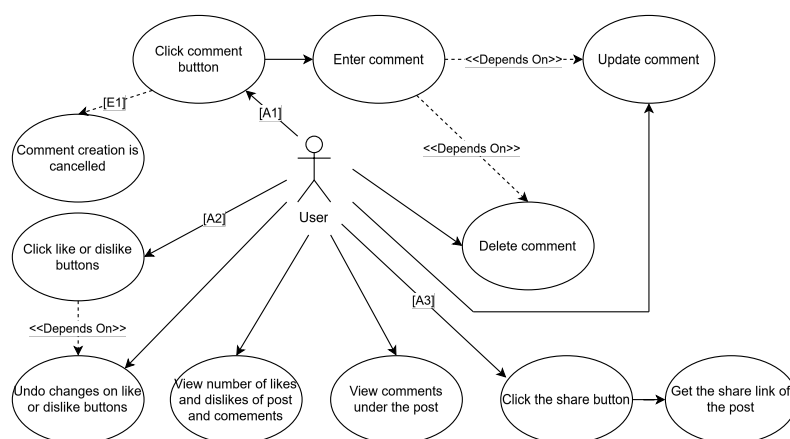 Click comment
buttton
Enter comment
<<Depends On>>
Update comment
[E1]
[A1]
Comment creation is
cancelled
<<Depends On>>
[A2]
User
Click like or dislike
buttons
Delete comment
[A3]
<<Depends On>>
Undo changes on like
or dislike buttons
View number of likes
and dislikes of post
and comements
View comments
under the post
Click the share button
Get the share link of
the post